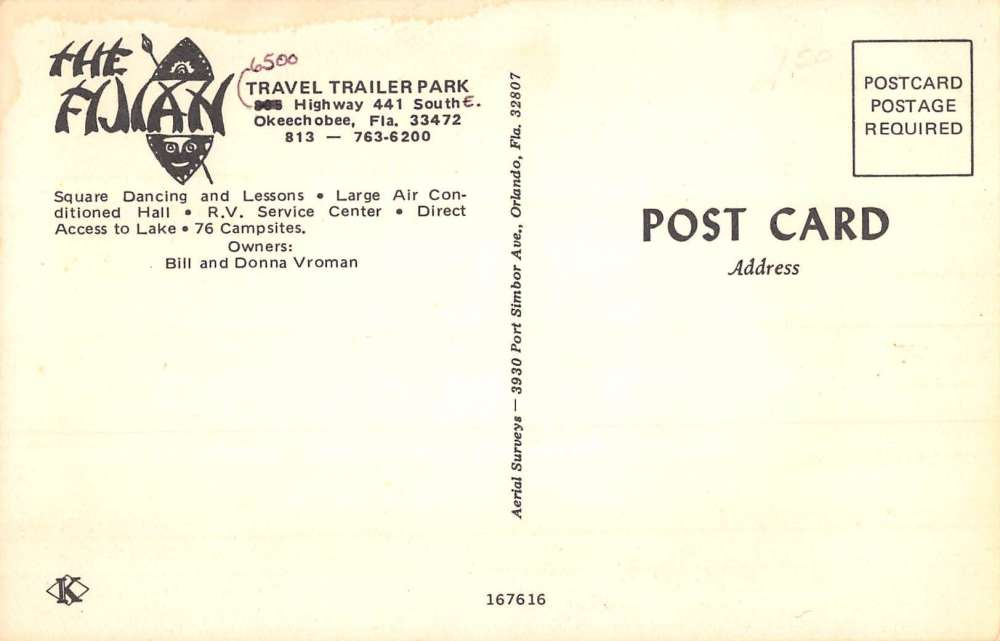 THE
FIJIAN
6500
TRAVEL TRAILER PARK
Highway 441 South E.
Okeechobee, Fla. 33472
813 — 763-6200
Square Dancing and Lessons • Large Air Con-
ditioned Hall • R.V. Service Center • Direct
Access to Lake • 76 Campsites.
Owners:
Bill and Donna Vroman
Aerial Surveys — 3930 Port Simbor Ave., Orlando, Fla. 32807
150
POSTCARD
POSTAGE
REQUIRED
POST CARD
Address
K
167616